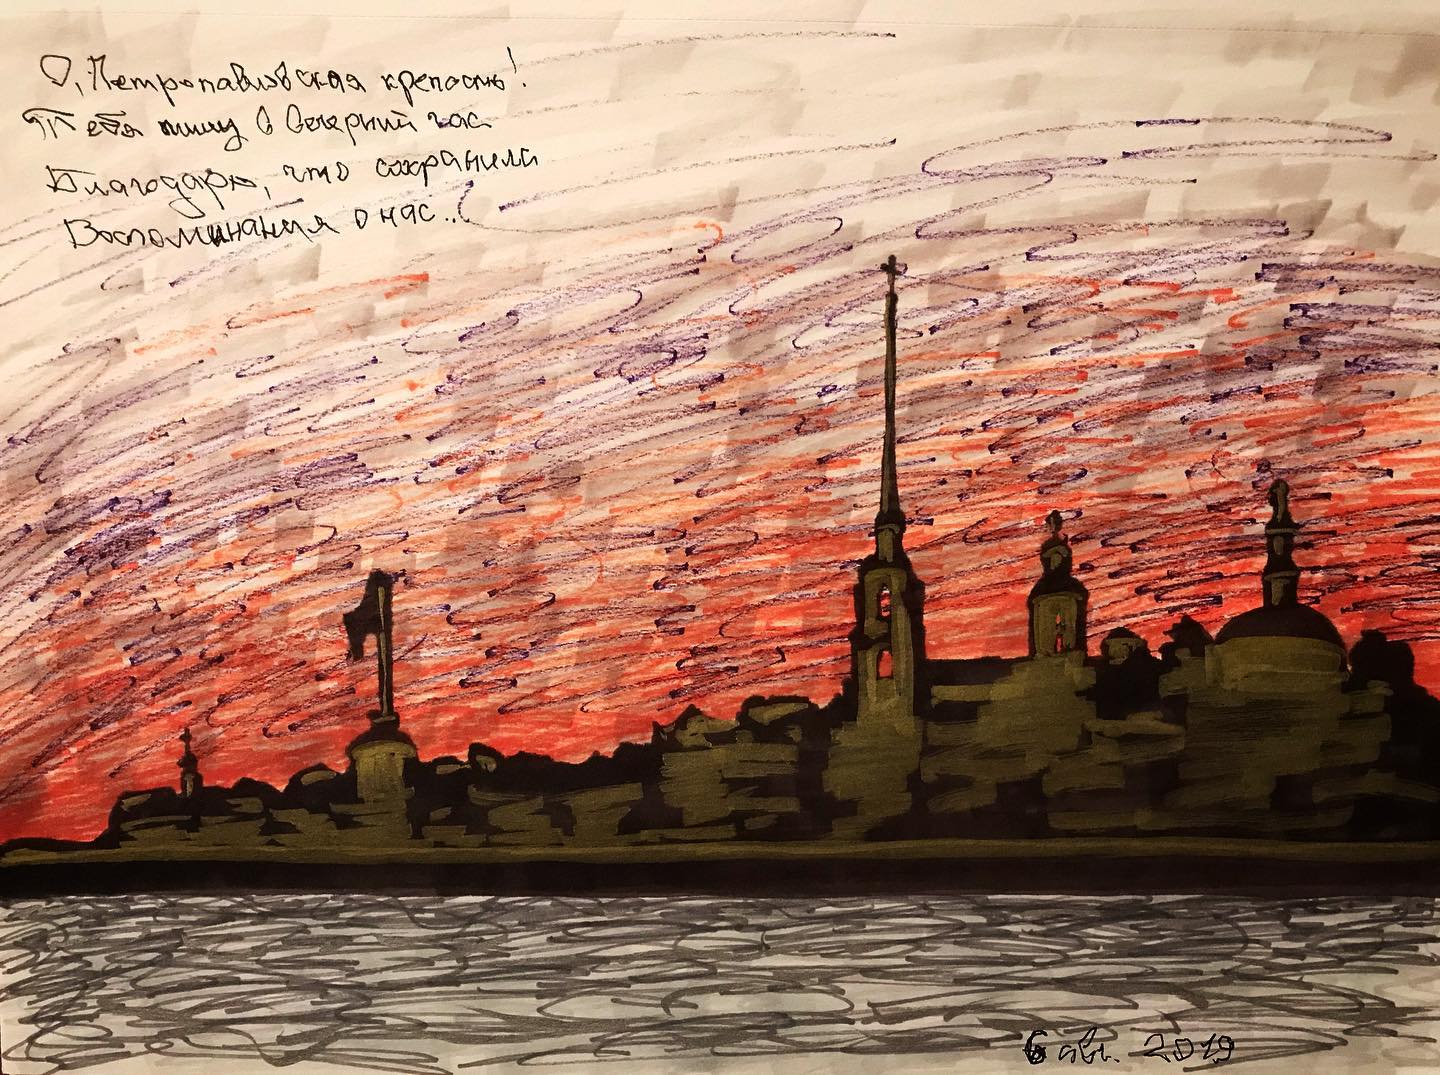 О, Петропавловская крепость!
Тебя пишу в вечерний час
Благодарю, что сохранила
Воспоминания о нас...
6 авг. 2019